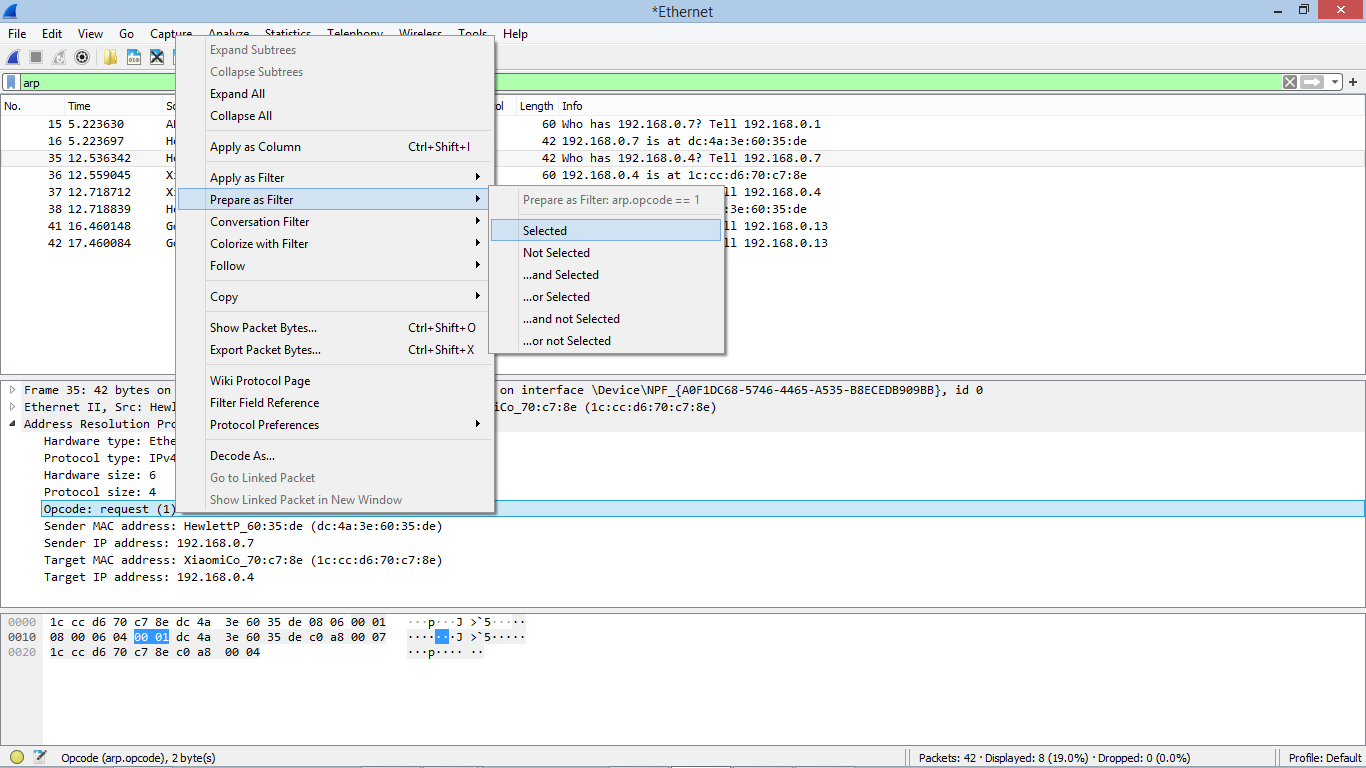 *Ethernet
File Edit View Go Capture Analyze Statistics Telephony Wireless Tools Help
arp
No. Time Length Info
15 5.223630 60 Who has 192.168.0.7? Tell 192.168.0.1
16 5.223697 42 192.168.0.7 is at dc:4a:3e:60:35:de
35 12.536342 42 Who has 192.168.0.4? Tell 192.168.0.7
36 12.559045 60 192.168.0.4 is at 1c:cc:d6:70:c7:8e
37 12.718712 ll 192.168.0.4
38 12.718839 :3e:60:35:de
41 16.460148 ll 192.168.0.13
42 17.460084 ll 192.168.0.13
Expand Subtrees
Collapse Subtrees
Expand All
Collapse All
Apply as Column Ctrl+Shift+I
Apply as Filter
Prepare as Filter
Conversation Filter
Colorize with Filter
Follow
Copy
Show Packet Bytes... Ctrl+Shift+O
Export Packet Bytes... Ctrl+Shift+X
Wiki Protocol Page
Filter Field Reference
Protocol Preferences
Decode As...
Go to Linked Packet
Show Linked Packet in New Window
Prepare as Filter: arp.opcode == 1
Selected
Not Selected
...and Selected
...or Selected
...and not Selected
...or not Selected
Frame 35: 42 bytes on on interface \Device\NPF_{A0F1DC68-5746-4465-A535-B8ECEDB909BB}, id 0
Ethernet II, Src: Hewl miCo_70:c7:8e (1c:cc:d6:70:c7:8e)
Address Resolution Pro
Hardware type: Ethe
Protocol type: IPv4
Hardware size: 6
Protocol size: 4
Opcode: request (1)
Sender MAC address: HewlettP_60:35:de (dc:4a:3e:60:35:de)
Sender IP address: 192.168.0.7
Target MAC address: XiaomiCo_70:c7:8e (1c:cc:d6:70:c7:8e)
Target IP address: 192.168.0.4
0000 1c cc d6 70 c7 8e dc 4a 3e 60 35 de 08 06 00 01 ···p···J >`5·····
0010 08 00 06 04 00 01 dc 4a 3e 60 35 de c0 a8 00 07 ·······J >`5·····
0020 1c cc d6 70 c7 8e c0 a8 00 04 ···p···· ··
Opcode (arp.opcode), 2 byte(s)
Packets: 42 · Displayed: 8 (19.0%) · Dropped: 0 (0.0%)
Profile: Default